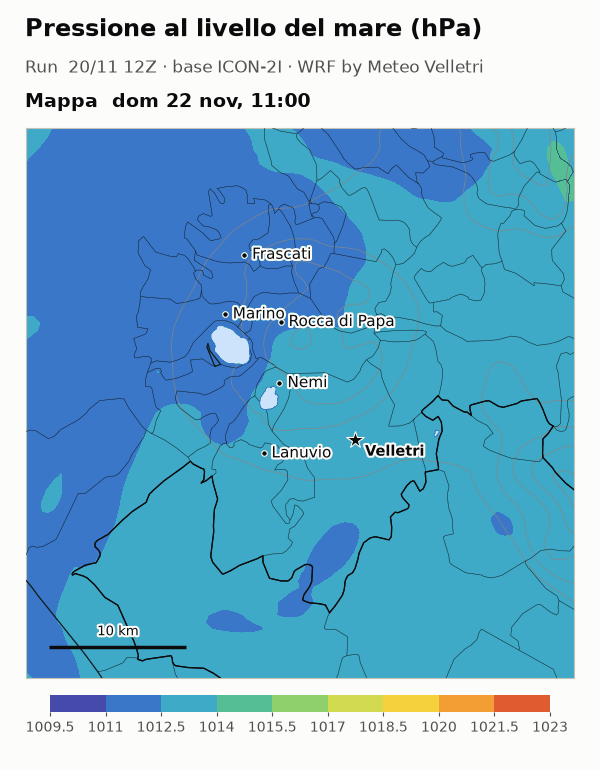 Pressione al livello del mare (hPa)
Run  20/11 12Z · base ICON-2I · WRF by Meteo Velletri
Mappa  dom 22 nov, 11:00
Frascati
Marino
Rocca di Papa
Nemi
Velletri
Lanuvio
10 km
1009.5 1011 1012.5 1014 1015.5 1017 1018.5 1020 1021.5 1023